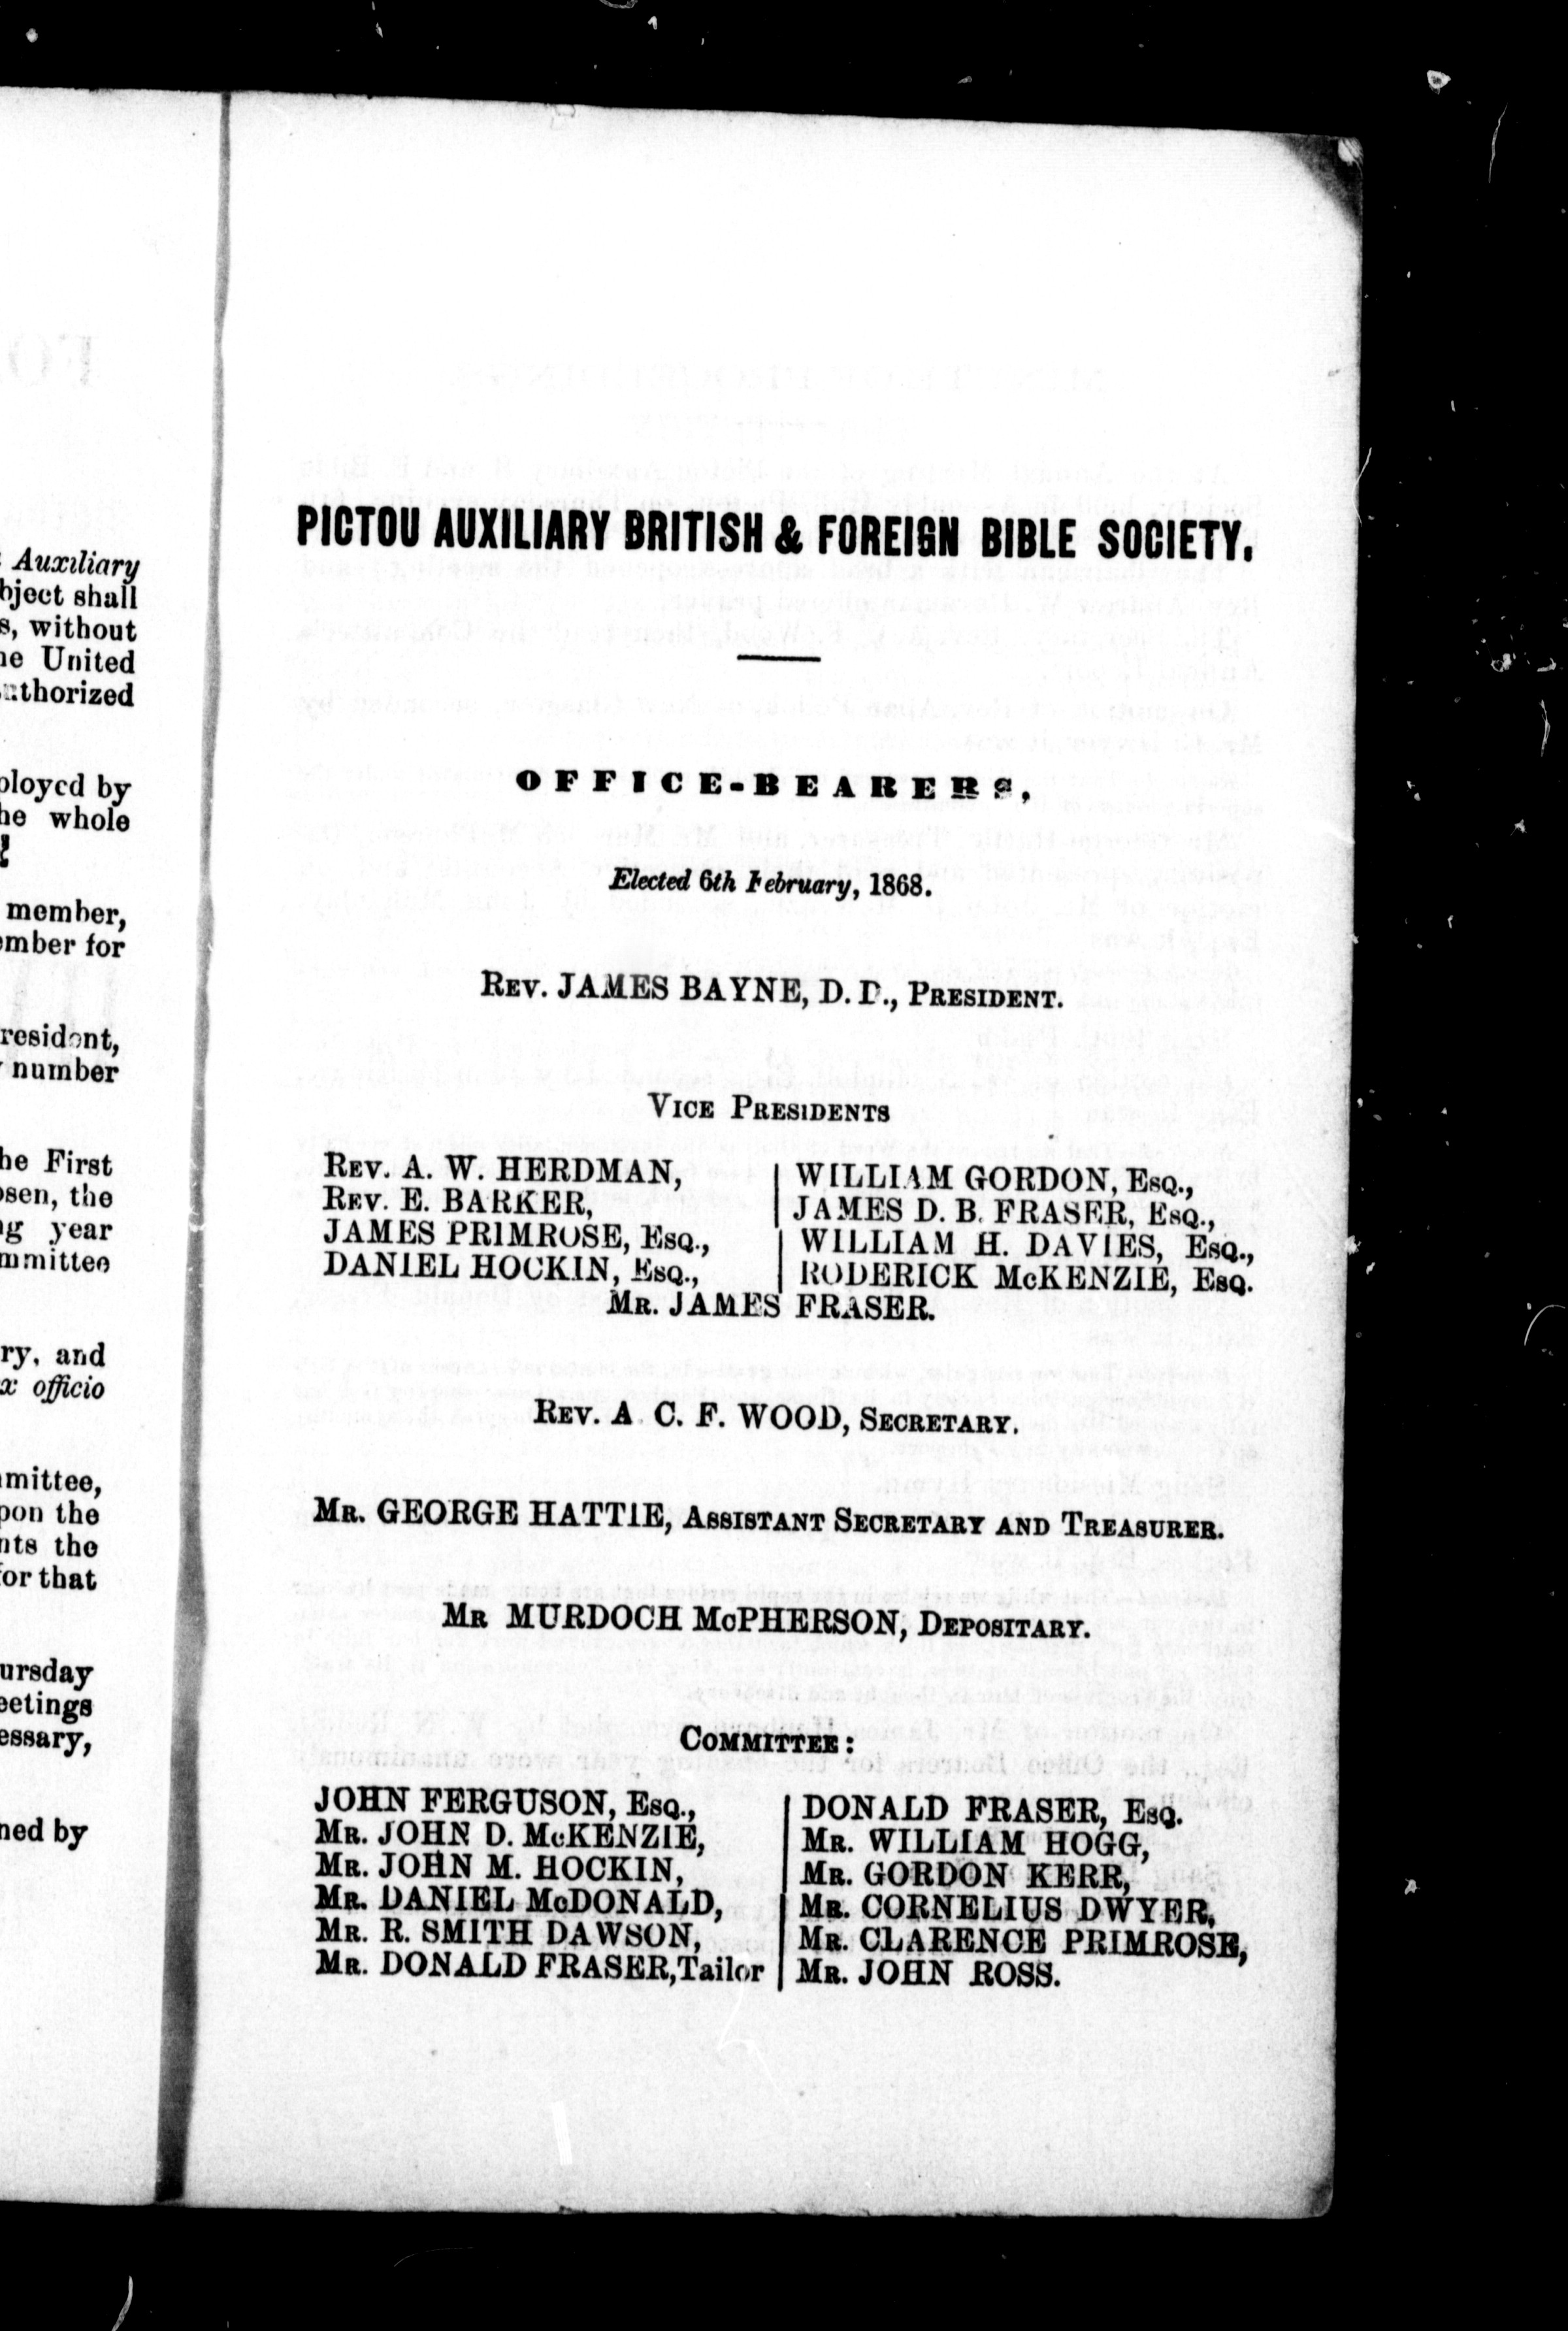 Auxiliary
bject shall
s, without
he United
authorized
ployed by
he whole
member,
ember for
resident,
number
he First
osen, the
ng year
ommittee
ry, and
ex officio
mmittee,
pon the
nts the
for that
ursday
eetings
essary,
ned by
PICTOU AUXILIARY BRITISH & FOREIGN BIBLE SOCIETY.
OFFICE-BEARERS,
Elected 6th February, 1868.
REV. JAMES BAYNE, D. D., PRESIDENT.
VICE PRESIDENTS
REV. A. W. HERDMAN,
REV. E. BARKER,
JAMES PRIMROSE, ESQ.,
DANIEL HOCKIN, ESQ.,
WILLIAM GORDON, ESQ.,
JAMES D. B. FRASER, ESQ.,
WILLIAM H. DAVIES, ESQ.,
RODERICK McKENZIE, ESQ.
MR. JAMES FRASER.
REV. A C. F. WOOD, SECRETARY.
MR. GEORGE HATTIE, ASSISTANT SECRETARY AND TREASURER.
MR MURDOCH McPHERSON, DEPOSITARY.
COMMITTEE:
JOHN FERGUSON, ESQ.,
MR. JOHN D. McKENZIE,
MR. JOHN M. HOCKIN,
MR. DANIEL McDONALD,
MR. R. SMITH DAWSON,
MR. DONALD FRASER,Tailor
DONALD FRASER, ESQ.
MR. WILLIAM HOGG,
MR. GORDON KERR,
MR. CORNELIUS DWYER,
MR. CLARENCE PRIMROSE,
MR. JOHN ROSS.